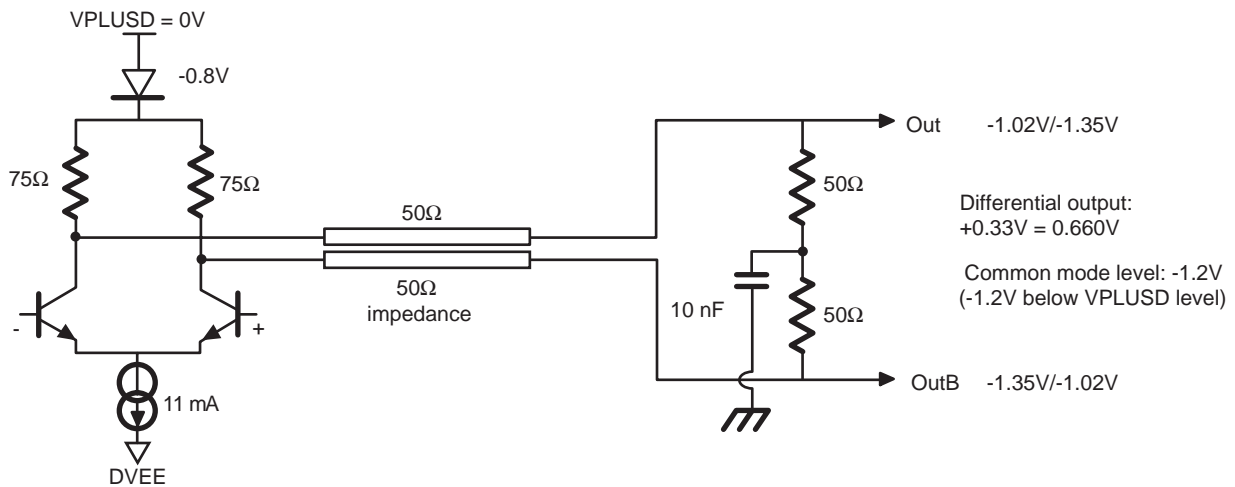 VPLUSD = 0V
-0.8V
75Ω
75Ω
50Ω
50Ω
impedance
-
+
11 mA
DVEE
10 nF
50Ω
50Ω
Out -1.02V/-1.35V
Differential output:
+0.33V = 0.660V
Common mode level: -1.2V
(-1.2V below VPLUSD level)
OutB -1.35V/-1.02V